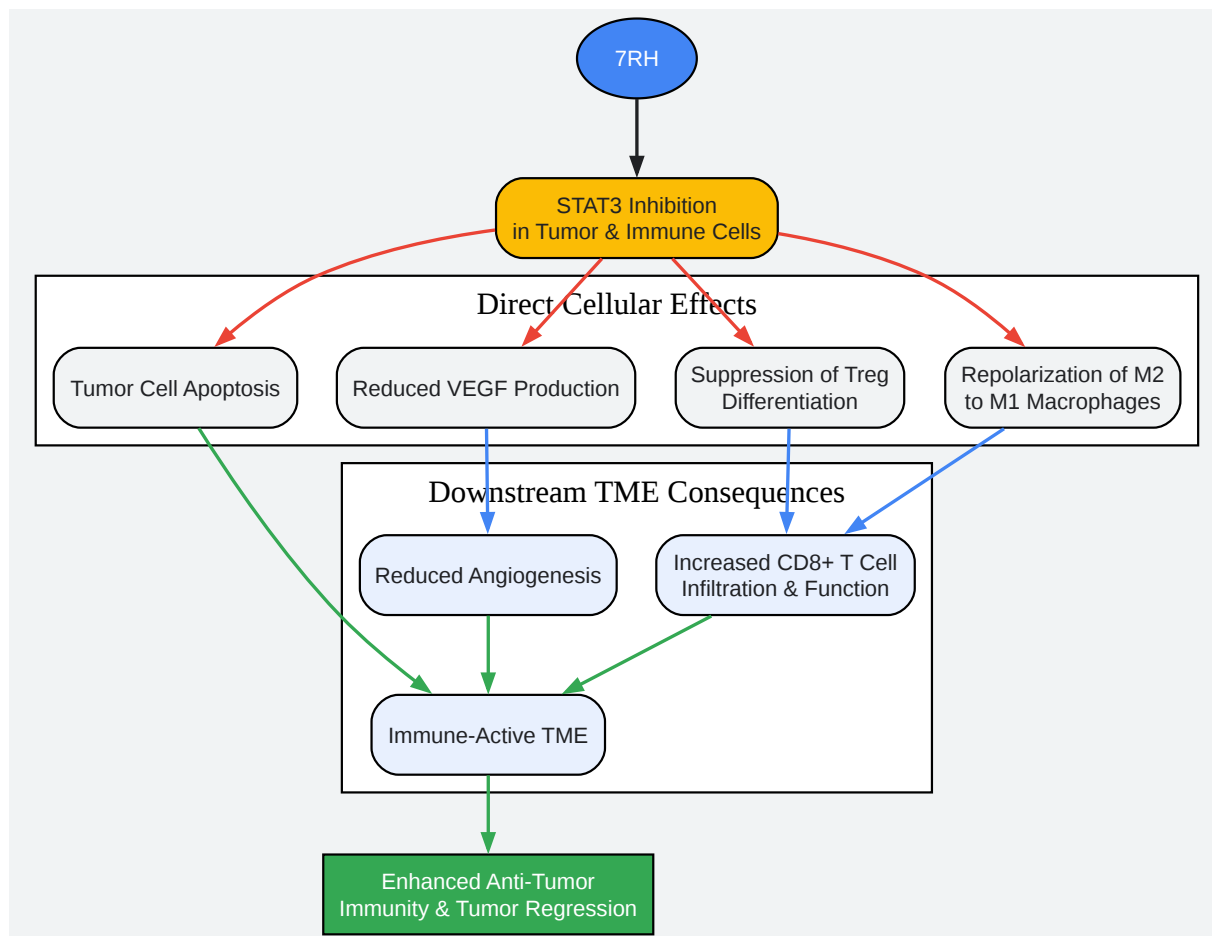 7RH
STAT3 Inhibition
in Tumor & Immune Cells
Direct Cellular Effects
Tumor Cell Apoptosis
Reduced VEGF Production
Suppression of Treg
Differentiation
Repolarization of M2
to M1 Macrophages
Downstream TME Consequences
Reduced Angiogenesis
Increased CD8+ T Cell
Infiltration & Function
Immune-Active TME
Enhanced Anti-Tumor
Immunity & Tumor Regression